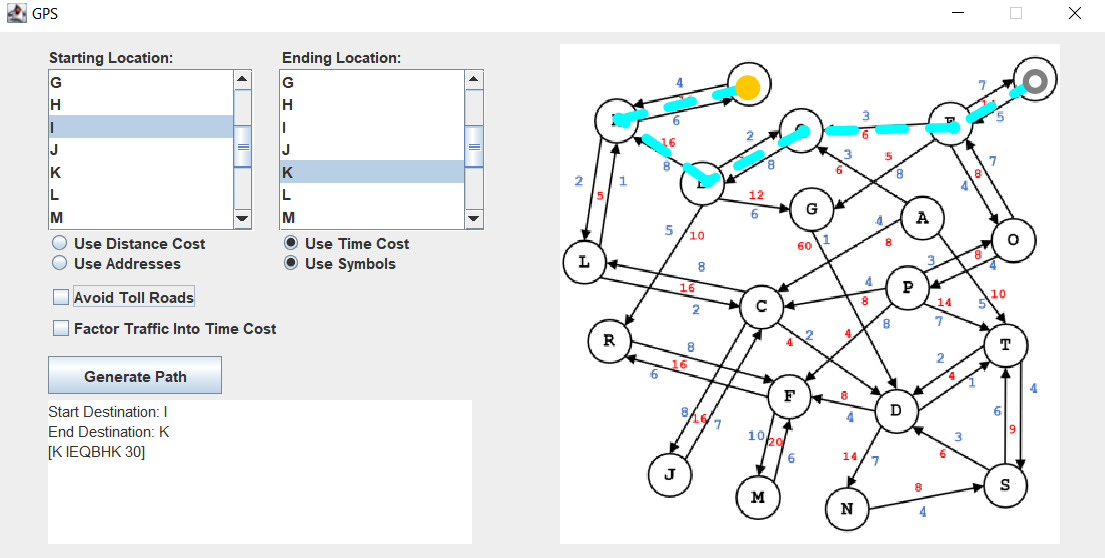 GPS
Starting Location:
Ending Location:
G
H
I
J
K
L
M
G
H
I
J
K
L
M
Use Distance Cost
Use Addresses
Use Time Cost
Use Symbols
Avoid Toll Roads
Factor Traffic Into Time Cost
Generate Path
Start Destination: I
End Destination: K
[K IEQBHK 30]
4
6
7
5
3
6
16
8
2
8
3
6
5
8
7
8
4
2
5
1
12
6
G
60
1
4
8
A
O
5
10
L
8
16
2
C
4
8
P
3
8
4
14
7
5
10
R
8
16
6
4
2
4
8
T
2
4
1
4
F
8
4
D
6
9
3
6
8
16
7
10
20
6
14
7
J
M
N
8
4
S